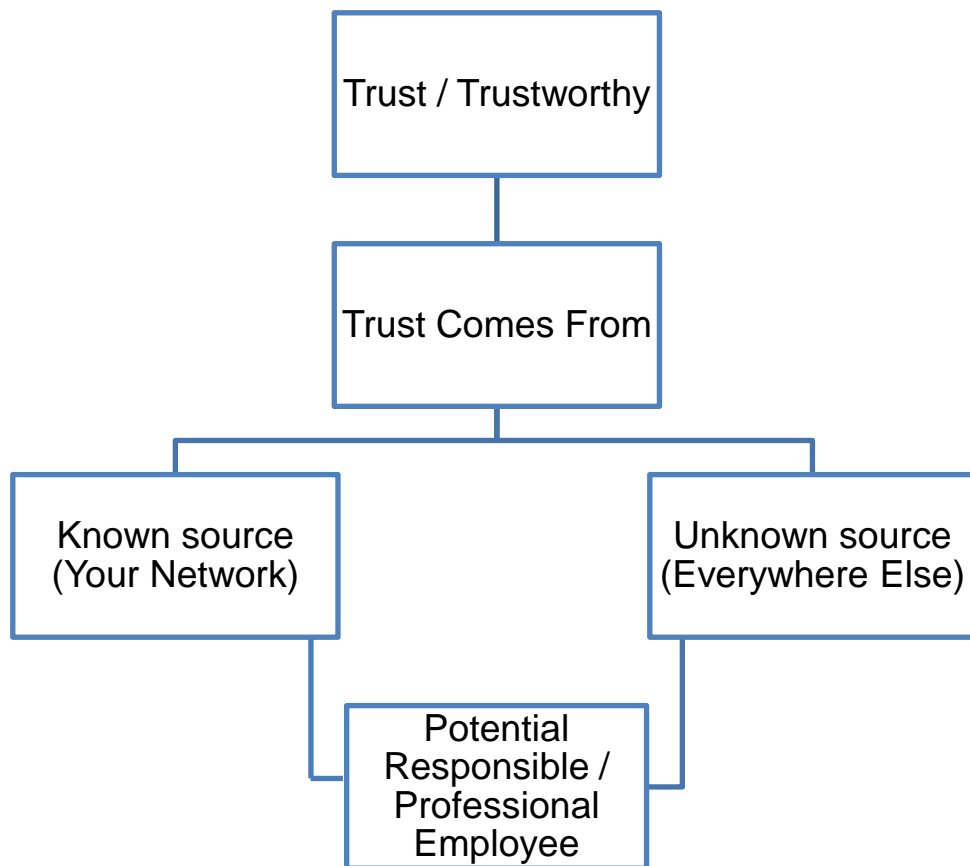 Trust / Trustworthy
Trust Comes From
Known source
(Your Network)
Unknown source
(Everywhere Else)
Potential
Responsible /
Professional
Employee